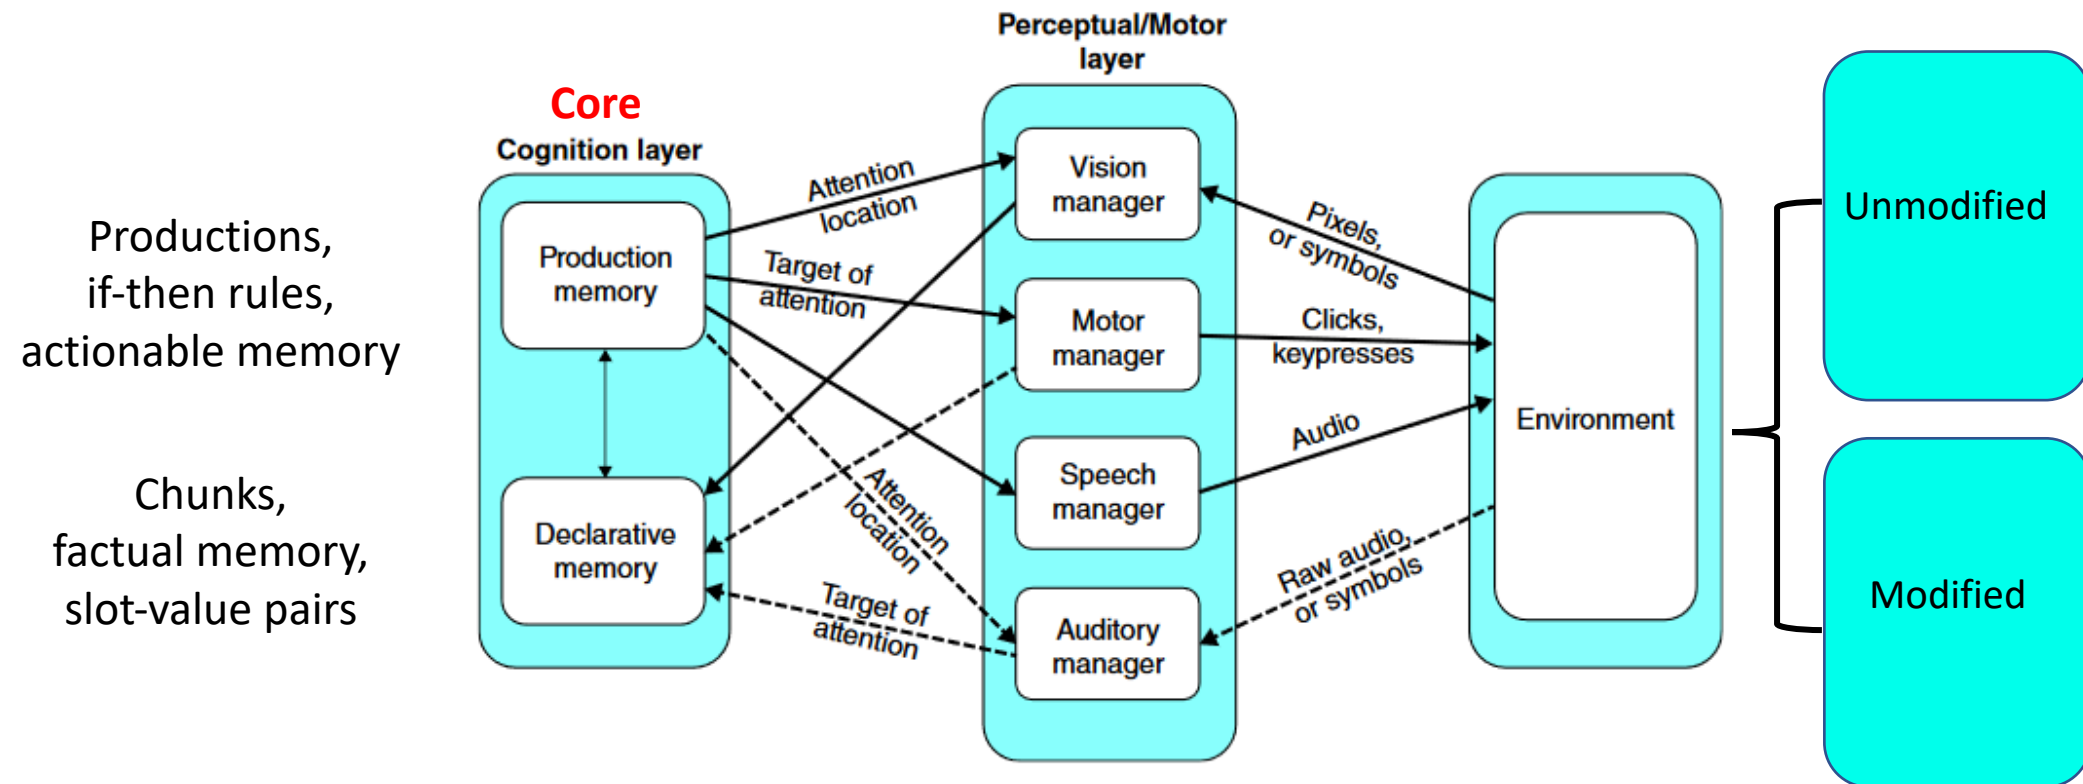 Productions,
if-then rules,
actionable memory
Chunks,
factual memory,
slot-value pairs
Core
Cognition layer
Production
memory
Declarative
memory
Attention
location
Target of
attention
Attention
location
Target of
attention
Perceptual/Motor
layer
Vision
manager
Motor
manager
Speech
manager
Auditory
manager
Pixels,
or symbols
Clicks,
keypresses
Audio
Raw audio,
or symbols
Environment
Unmodified
Modified